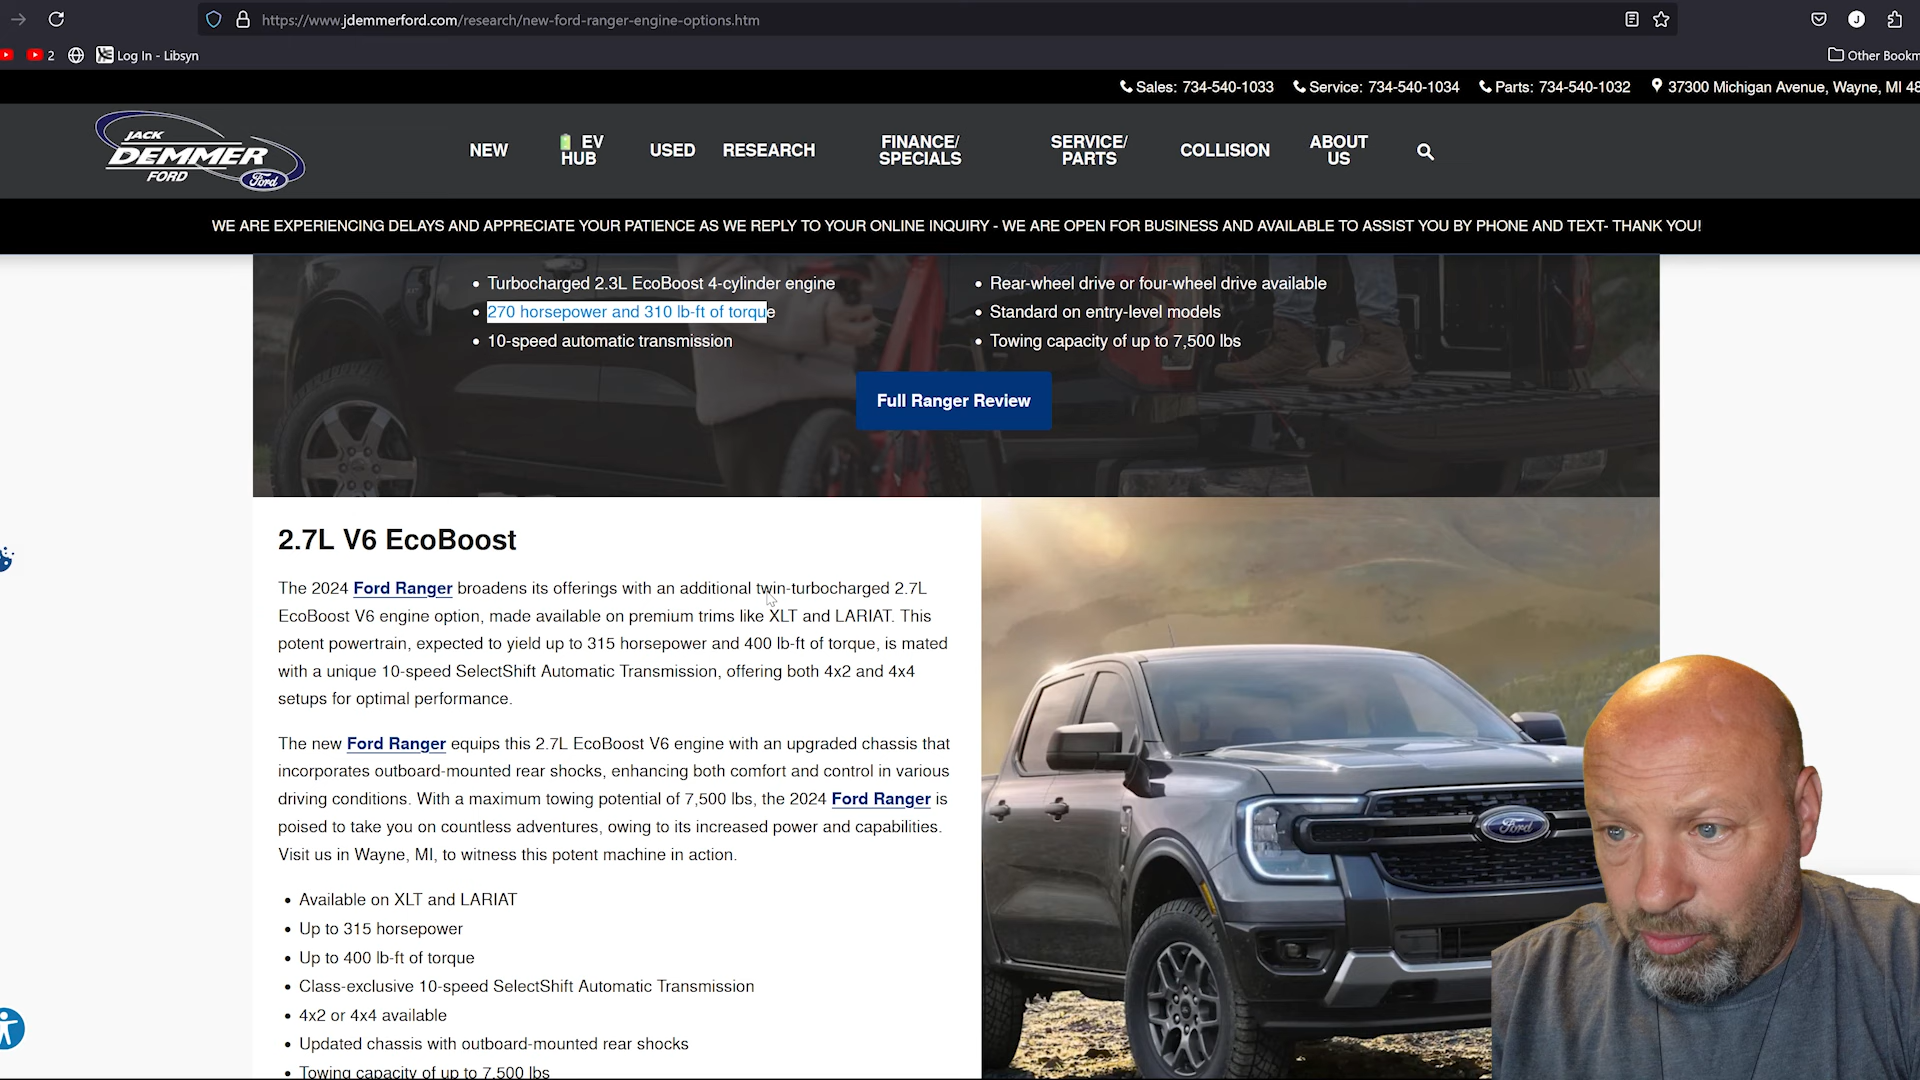 https://www.jdemmerford.com/research/new-ford-ranger-engine-options.htm
J
2
Log In - Libsyn
Other Bookm
Sales: 734-540-1033
Service: 734-540-1034
Parts: 734-540-1032
37300 Michigan Avenue, Wayne, MI 48
JACK
DEMMER
FORD
Ford
NEW
EV
HUB
USED
RESEARCH
FINANCE/
SPECIALS
SERVICE/
PARTS
COLLISION
ABOUT
US
WE ARE EXPERIENCING DELAYS AND APPRECIATE YOUR PATIENCE AS WE REPLY TO YOUR ONLINE INQUIRY - WE ARE OPEN FOR BUSINESS AND AVAILABLE TO ASSIST YOU BY PHONE AND TEXT- THANK YOU!
• Turbocharged 2.3L EcoBoost 4-cylinder engine
• 270 horsepower and 310 lb-ft of torque
• 10-speed automatic transmission
• Rear-wheel drive or four-wheel drive available
• Standard on entry-level models
• Towing capacity of up to 7,500 lbs
Full Ranger Review
2.7L V6 EcoBoost
The 2024 Ford Ranger broadens its offerings with an additional twin-turbocharged 2.7L
EcoBoost V6 engine option, made available on premium trims like XLT and LARIAT. This
potent powertrain, expected to yield up to 315 horsepower and 400 lb-ft of torque, is mated
with a unique 10-speed SelectShift Automatic Transmission, offering both 4x2 and 4x4
setups for optimal performance.
The new Ford Ranger equips this 2.7L EcoBoost V6 engine with an upgraded chassis that
incorporates outboard-mounted rear shocks, enhancing both comfort and control in various
driving conditions. With a maximum towing potential of 7,500 lbs, the 2024 Ford Ranger is
poised to take you on countless adventures, owing to its increased power and capabilities.
Visit us in Wayne, MI, to witness this potent machine in action.
• Available on XLT and LARIAT
• Up to 315 horsepower
• Up to 400 lb-ft of torque
• Class-exclusive 10-speed SelectShift Automatic Transmission
• 4x2 or 4x4 available
• Updated chassis with outboard-mounted rear shocks
• Towing capacity of up to 7,500 lbs
Ford